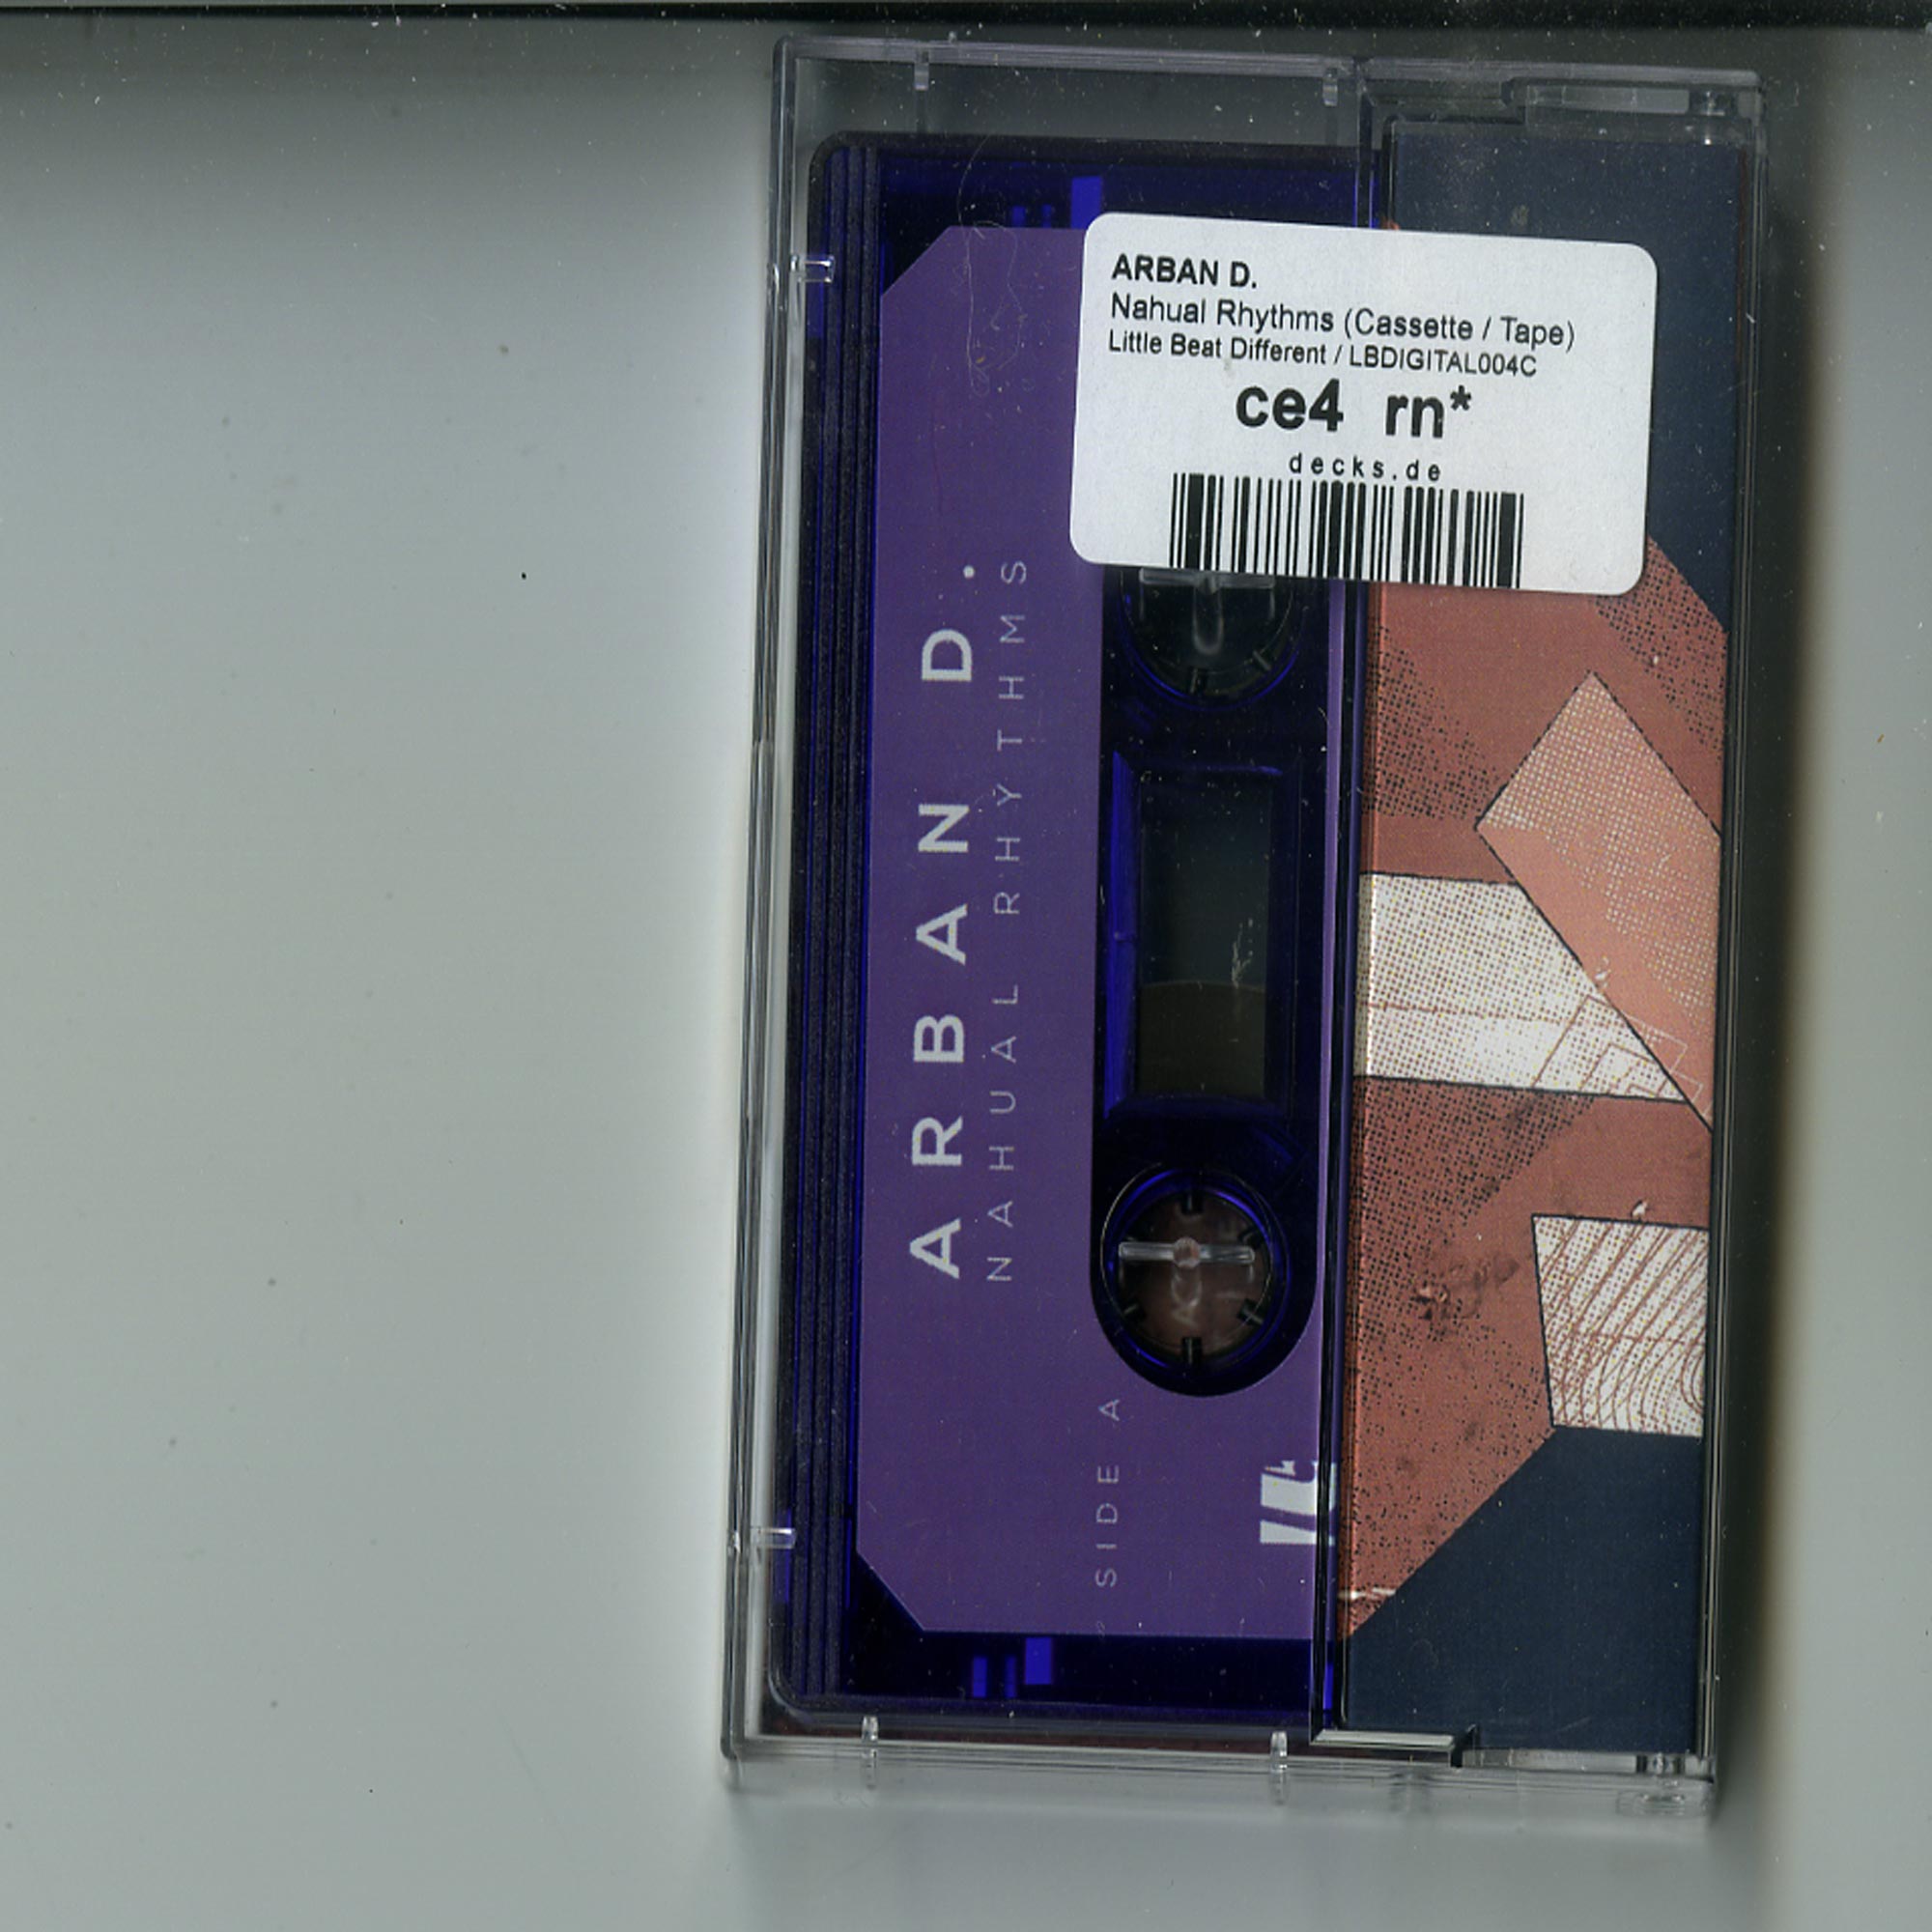 ARBAN D.
Nahual Rhythms (Cassette / Tape)
Little Beat Different / LBDIGITAL004C
ce4 rn*
decks.de
ARBAN D.
NAHUAL RHYTHMS
SIDE A